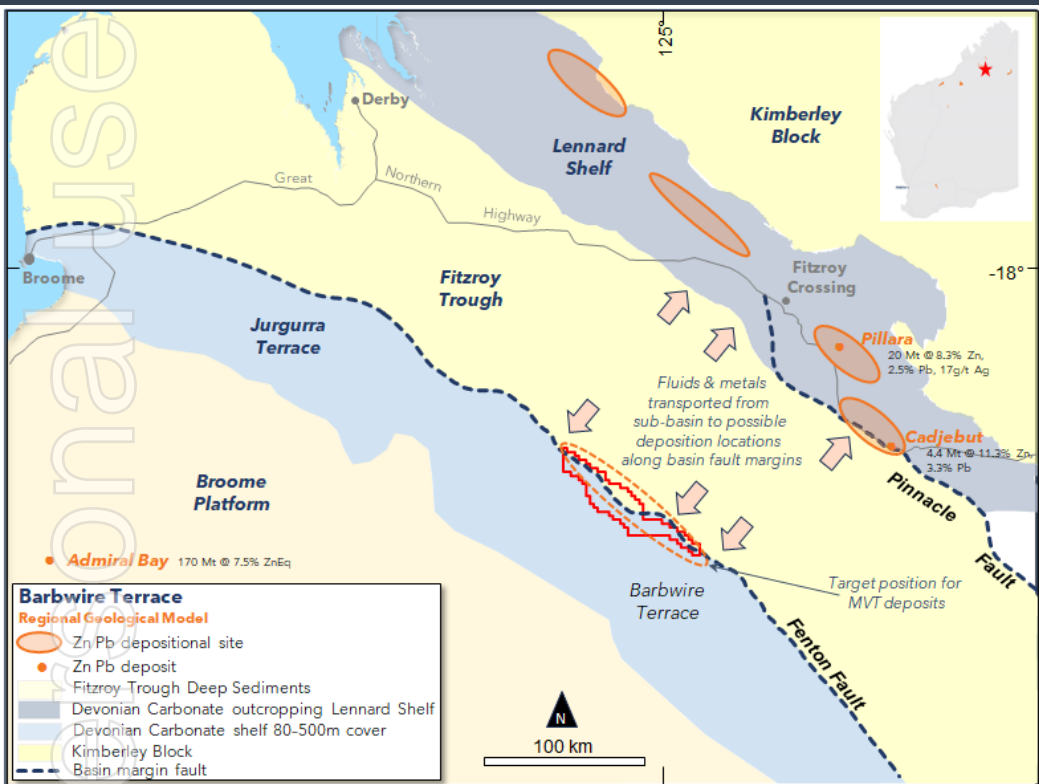 125°
Derby
Kimberley
Block
Lennard
Shelf
Great
Northern
Highway
Broome
Fitzroy
Trough
Fitzroy
Crossing
-18°
Jurgurra
Terrace
Pillara
20 Mt @ 8.3% Zn,
2.5% Pb, 17g/t Ag
Fluids & metals
transported from
sub-basin to possible
deposition locations
along basin fault margins
Cadjebut
4.4 Mt @ 11.3% Zn,
3.3% Pb
Pinnacle
Fault
Broome
Platform
Admiral Bay 170 Mt @ 7.5% ZnEq
Barbwire
Terrace
Target position for
MVT deposits
Fenton Fault
Barbwire Terrace
Regional Geological Model
Zn Pb depositional site
Zn Pb deposit
Fitzroy Trough Deep Sediments
Devonian Carbonate outcropping Lennard Shelf
Devonian Carbonate shelf 80-500m cover
Kimberley Block
Basin margin fault
N
100 km
ersonal use